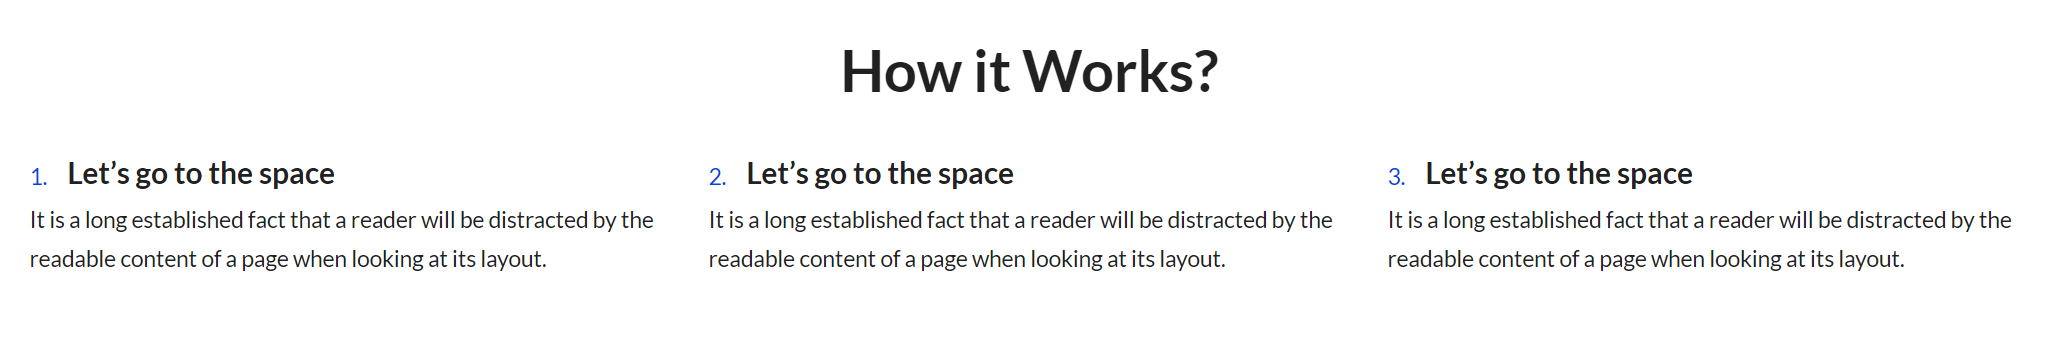 How it Works?
1. Let’s go to the space
It is a long established fact that a reader will be distracted by the
readable content of a page when looking at its layout.
2. Let’s go to the space
It is a long established fact that a reader will be distracted by the
readable content of a page when looking at its layout.
3. Let’s go to the space
It is a long established fact that a reader will be distracted by the
readable content of a page when looking at its layout.